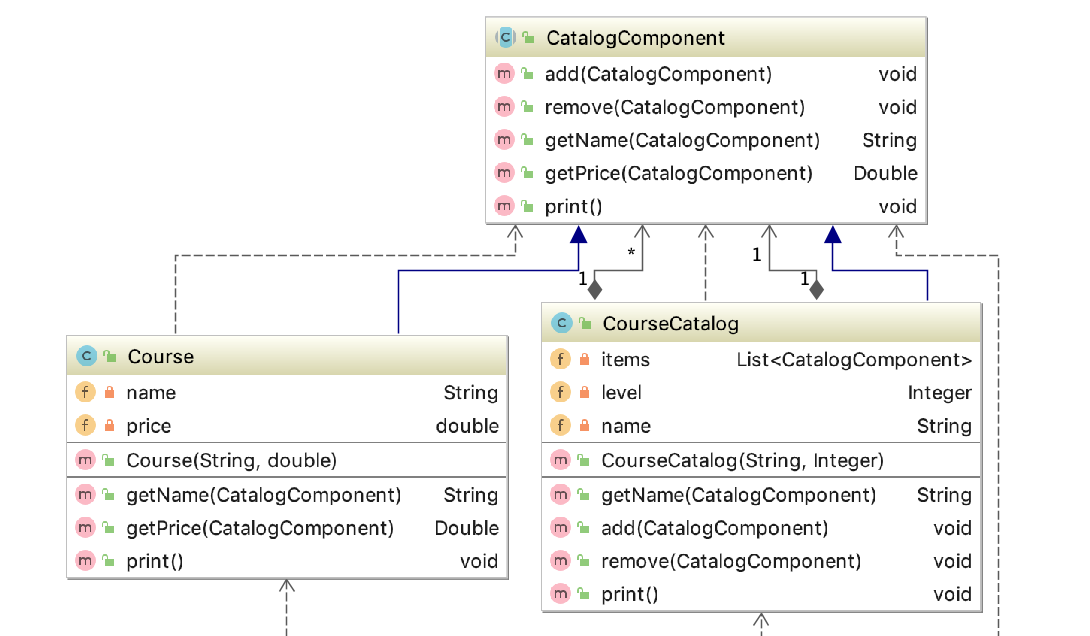 CatalogComponent
add(CatalogComponent) void
remove(CatalogComponent) void
getName(CatalogComponent) String
getPrice(CatalogComponent) Double
print() void
* 1
1 1
Course
name String
price double
Course(String, double)
getName(CatalogComponent) String
getPrice(CatalogComponent) Double
print() void
CourseCatalog
items List<CatalogComponent>
level Integer
name String
CourseCatalog(String, Integer)
getName(CatalogComponent) String
add(CatalogComponent) void
remove(CatalogComponent) void
print() void